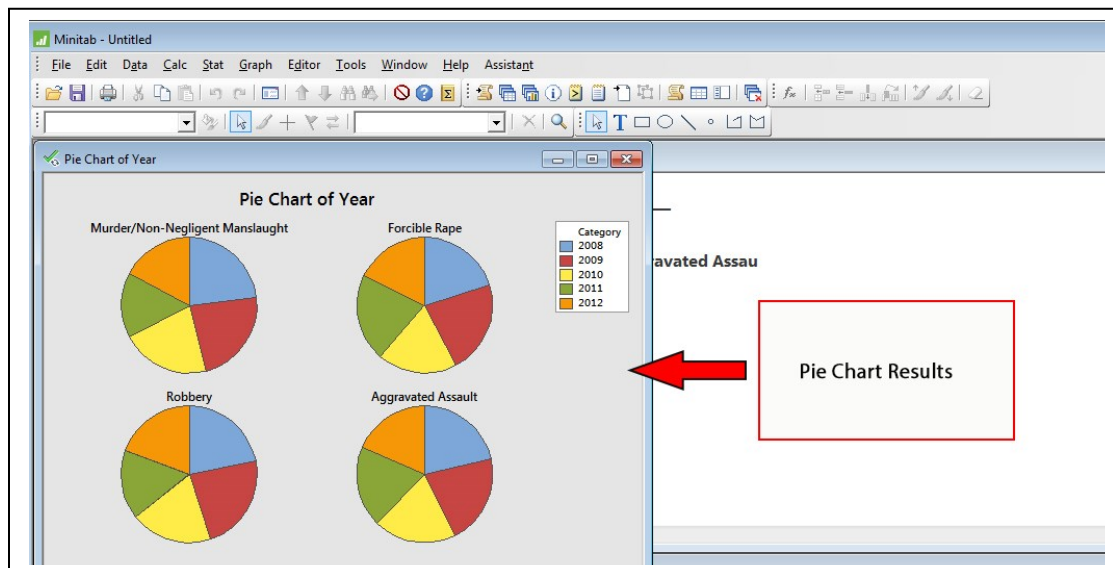 Minitab - Untitled
File Edit Data Calc Stat Graph Editor Tools Window Help Assistant
Pie Chart of Year
Pie Chart of Year
Murder/Non-Negligent Manslaught
Forcible Rape
Category
2008
2009
2010
2011
2012
avated Assau
Pie Chart Results
Robbery
Aggravated Assault